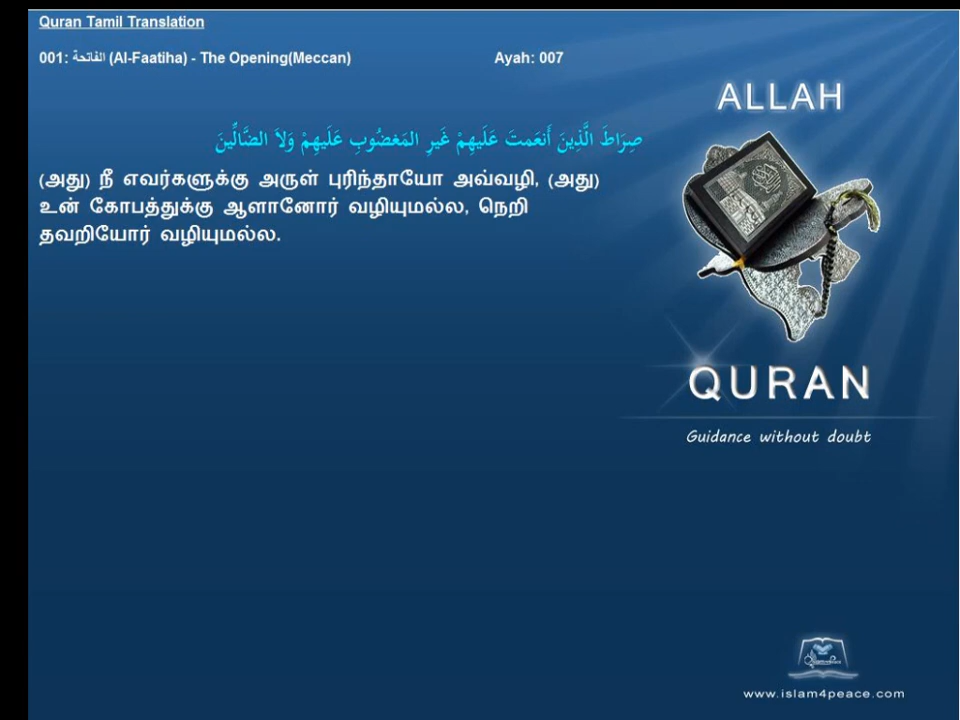 Quran Tamil Translation
001: الفاتحة (Al-Faatiha) - The Opening(Meccan) Ayah: 007
ALLAH
صِرَاطَ الَّذِينَ أَنعَمتَ عَلَيهِمْ غَيرِ المَغضُوبِ عَلَيهِمْ وَلاَ الضَّالِّينَ
(அது) நீ எவர்களுக்கு அருள் புரிந்தாயோ அவ்வழி, (அது)
உன் கோபத்துக்கு ஆளானோர் வழியுமல்ல, நெறி
தவறியோர் வழியுமல்ல.
QURAN
Guidance without doubt
www.islam4peace.com